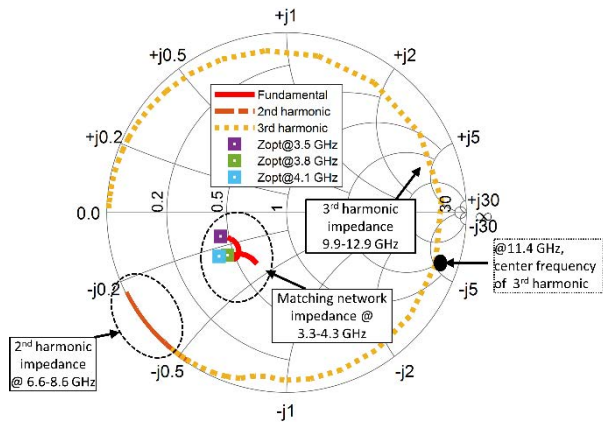 +j1
+j0.5
+j2
Fundamental
2nd harmonic
3rd harmonic
Zopt@3.5 GHz
Zopt@3.8 GHz
Zopt@4.1 GHz
+j0.2
+j5
0.0
0.2
0.5
1
30
+j30
∞
-j30
3rd harmonic
impedance
9.9-12.9 GHz
@11.4 GHz,
center frequency
of 3rd harmonic
-j0.2
-j5
Matching network
impedance @
3.3-4.3 GHz
2nd harmonic
impedance
@ 6.6-8.6 GHz
-j0.5
-j2
-j1